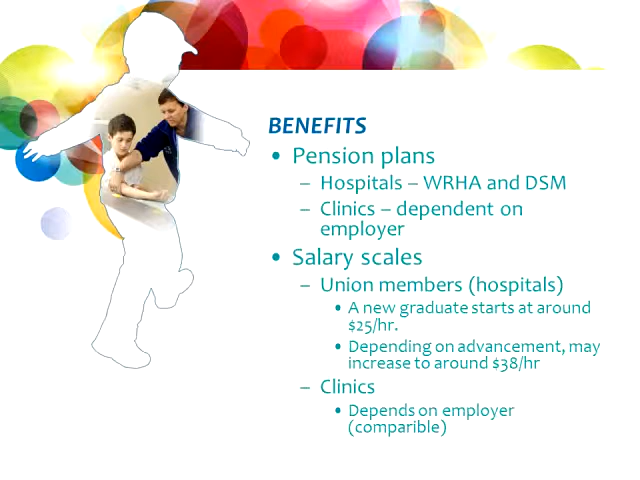 BENEFITS
• Pension plans
– Hospitals – WRHA and DSM
– Clinics – dependent on
employer
• Salary scales
– Union members (hospitals)
• A new graduate starts at around
$25/hr.
• Depending on advancement, may
increase to around $38/hr
– Clinics
• Depends on employer
(comparible)